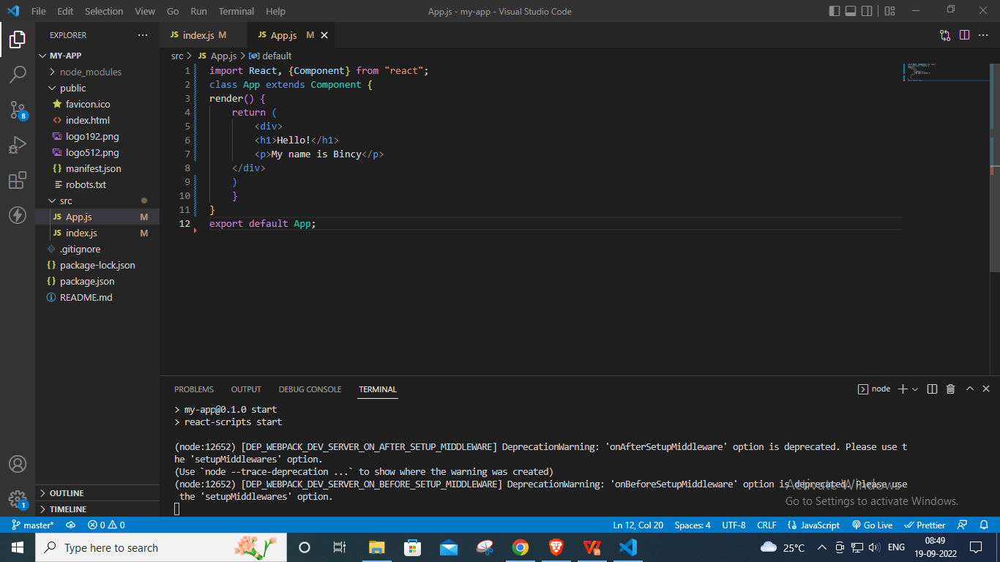 File Edit Selection View Go Run Terminal Help
App.js - my-app - Visual Studio Code
EXPLORER
MY-APP
node_modules
public
favicon.ico
index.html
logo192.png
logo512.png
manifest.json
robots.txt
src
App.js M
index.js M
.gitignore
package-lock.json
package.json
README.md
OUTLINE
TIMELINE
8
1
JS index.js M JS App.js M
src > JS App.js > default
1 import React, {Component} from "react";
2 class App extends Component {
3 render() {
4 return (
5 <div>
6 <h1>Hello!</h1>
7 <p>My name is Bincy</p>
8 </div>
9 )
10 }
11 }
12 export default App;
PROBLEMS OUTPUT DEBUG CONSOLE TERMINAL
node
> my-app@0.1.0 start
> react-scripts start
(node:12652) [DEP_WEBPACK_DEV_SERVER_ON_AFTER_SETUP_MIDDLEWARE] DeprecationWarning: 'onAfterSetupMiddleware' option is deprecated. Please use t
he 'setupMiddlewares' option.
(Use `node --trace-deprecation ...` to show where the warning was created)
(node:12652) [DEP_WEBPACK_DEV_SERVER_ON_BEFORE_SETUP_MIDDLEWARE] DeprecationWarning: 'onBeforeSetupMiddleware' option is deprecated. Please use
the 'setupMiddlewares' option.
Activate Windows
Go to Settings to activate Windows.
master* 0 0
Ln 12, Col 20 Spaces: 4 UTF-8 CRLF JavaScript Go Live Prettier
Type here to search
25°C ENG
08:49
19-09-2022